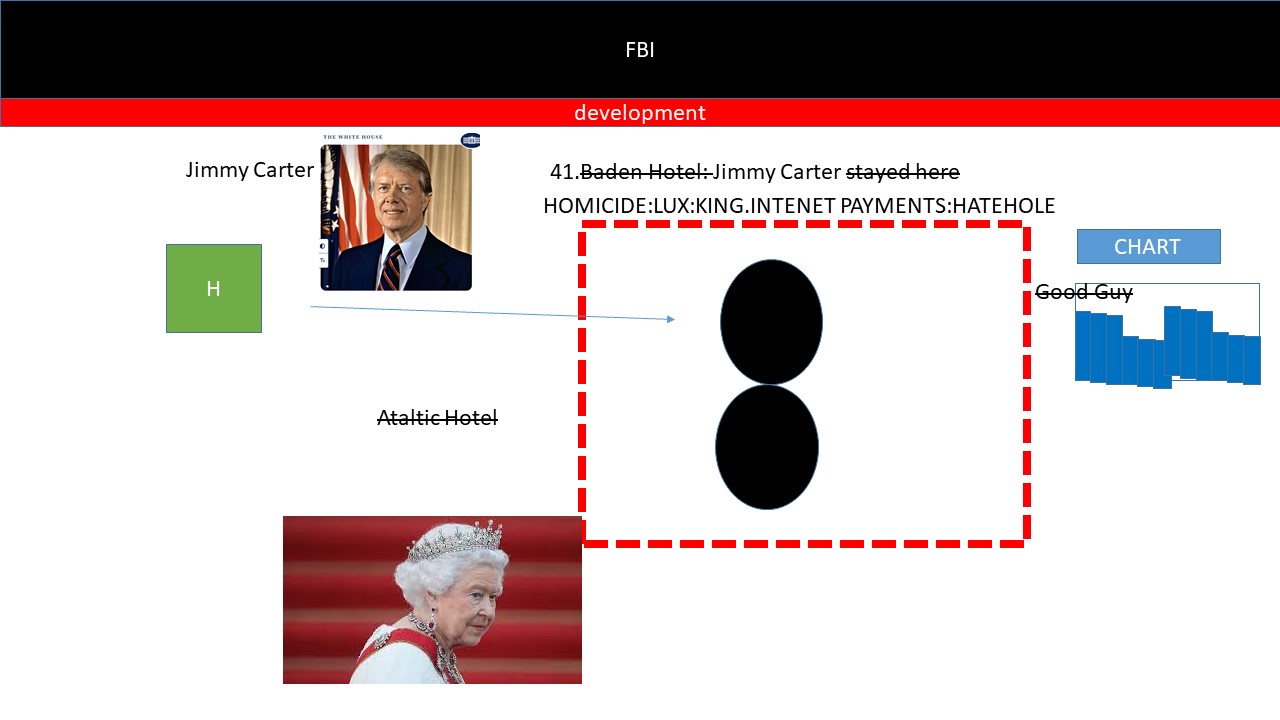 FBI
development
THE WHITE HOUSE
Jimmy Carter
41.Baden Hotel: Jimmy Carter stayed here
HOMICIDE:LUX:KING.INTENET PAYMENTS:HATEHOLE
CHART
H
Good Guy
Ataltic Hotel